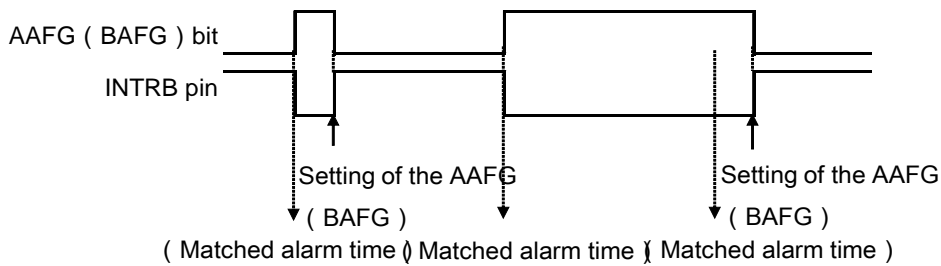 AAFG ( BAFG ) bit
INTRB pin
Setting of the AAFG
( BAFG )
Setting of the AAFG
( BAFG )
( Matched alarm time )
( Matched alarm time )
( Matched alarm time )